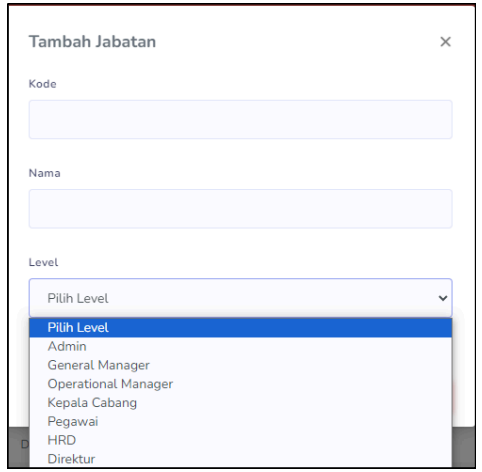 Tambah Jabatan ×
Kode
Nama
Level
Pilih Level
Pilih Level
Admin
General Manager
Operational Manager
Kepala Cabang
Pegawai
HRD
Direktur